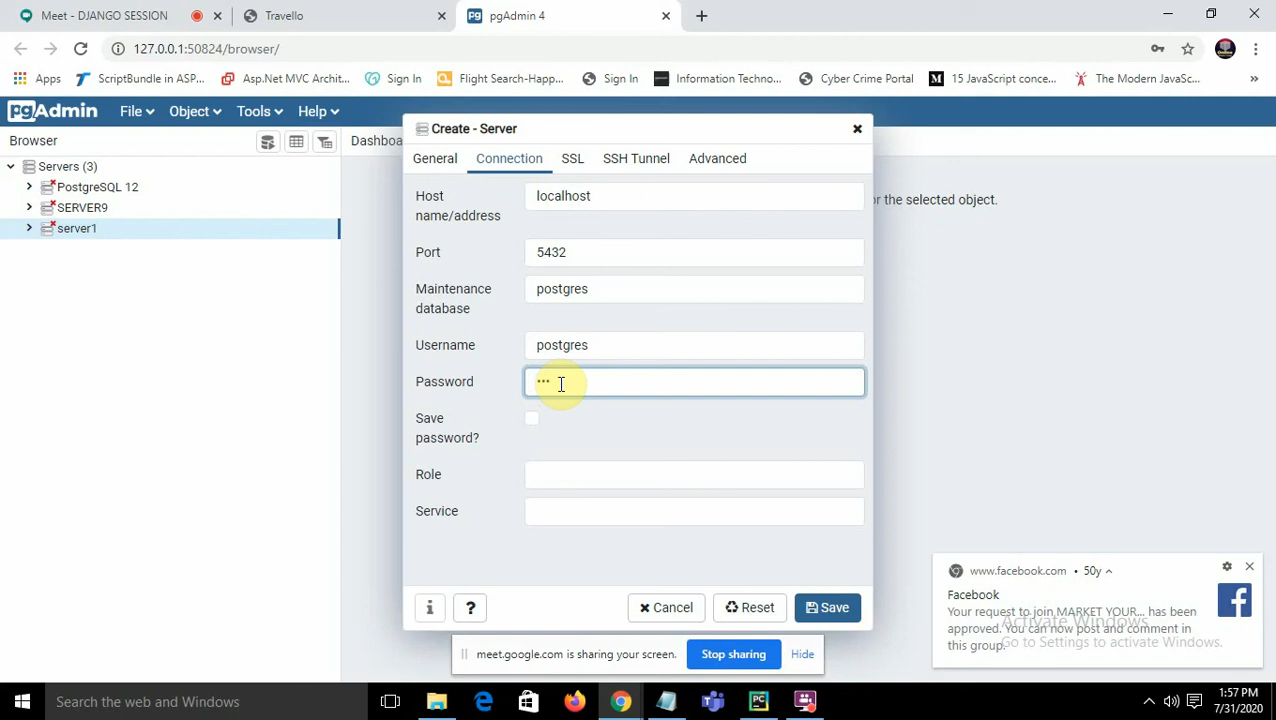 Meet - DJANGO SESSION
Travello
pgAdmin 4
127.0.0.1:50824/browser/
Apps
ScriptBundle in ASP...
Asp.Net MVC Archit...
Sign In
Flight Search-Happ...
Sign In
Information Techno...
Cyber Crime Portal
15 JavaScript conce...
The Modern JavaSc...
»
pgAdmin
File
Object
Tools
Help
Browser
Dashboa
Servers (3)
PostgreSQL 12
SERVER9
server1
or the selected object.
Create - Server
General
Connection
SSL
SSH Tunnel
Advanced
Host
name/address
localhost
Port
5432
Maintenance
database
postgres
Username
postgres
Password
•••
Save
password?
Role
Service
i
?
Cancel
Reset
Save
www.facebook.com • 50y
Facebook
Your request to join MARKET YOUR... has been
approved. You can now post and comment in
this group.
Activate Windows
Go to Settings to activate Windows.
meet.google.com is sharing your screen.
Stop sharing
Hide
Search the web and Windows
1:57 PM
7/31/2020